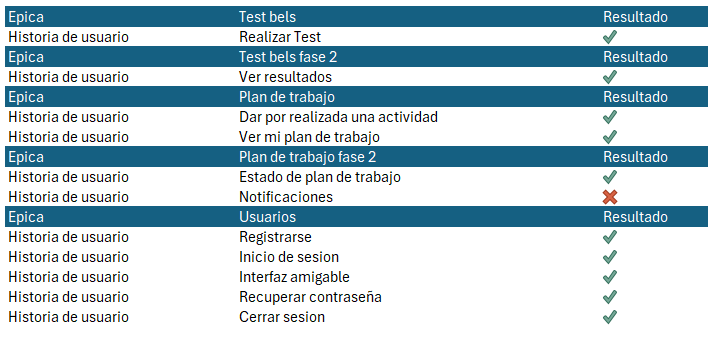 Epica Test bels Resultado
Historia de usuario Realizar Test
Epica Test bels fase 2 Resultado
Historia de usuario Ver resultados
Epica Plan de trabajo Resultado
Historia de usuario Dar por realizada una actividad
Historia de usuario Ver mi plan de trabajo
Epica Plan de trabajo fase 2 Resultado
Historia de usuario Estado de plan de trabajo
Historia de usuario Notificaciones
Epica Usuarios Resultado
Historia de usuario Registrarse
Historia de usuario Inicio de sesion
Historia de usuario Interfaz amigable
Historia de usuario Recuperar contraseña
Historia de usuario Cerrar sesion